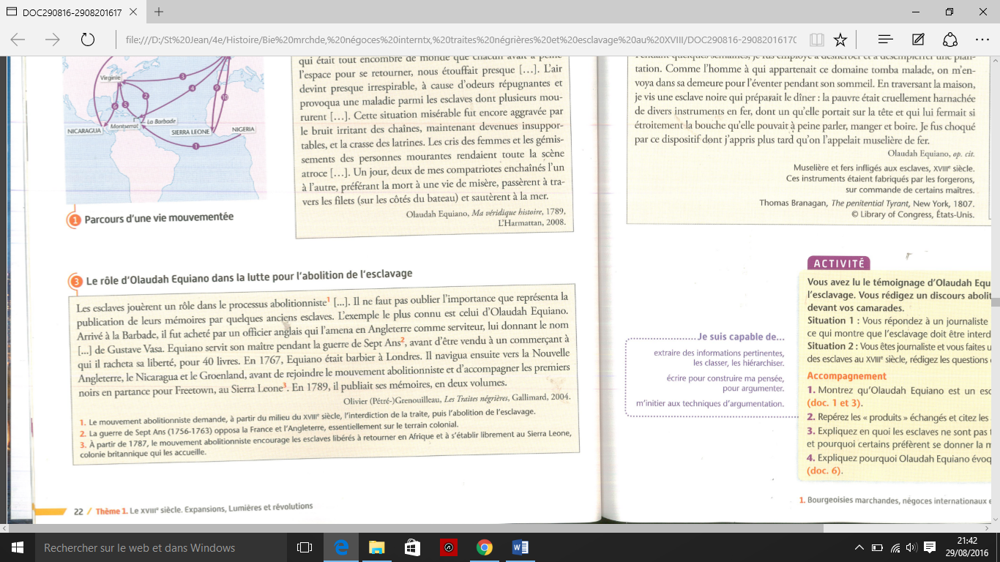 DOC290816-2908201617
file:///D:/St%20Jean/4e/Histoire/Bie%20mrchde,%20négoces%20interntx,%20traites%20négrières%20et%20esclavage%20au%20XVIII/DOC290816-29082016170
Virginie
La Barbade
NICARAGUA
Montserrat
SIERRA LEONE
NIGERIA
3
4
2
6
5
9
10
1
1 Parcours d'une vie mouvementée
qui était tout encombré de monde que chacun avait à peine
l'espace pour se retourner, nous étouffait presque […]. L'air
devint presque irrespirable, à cause d'odeurs répugnantes et
provoqua une maladie parmi les esclaves dont plusieurs mou-
rurent […]. Cette situation misérable fut encore aggravée par
le bruit irritant des chaînes, maintenant devenues insuppor-
tables, et la crasse des latrines. Les cris des femmes et les gémis-
sements des personnes mourantes rendaient toute la scène
atroce […]. Un jour, deux de mes compatriotes enchaînés l'un
à l'autre, préférant la mort à une vie de misère, passèrent à tra-
vers les filets (sur les côtés du bateau) et sautèrent à la mer.
Olaudah Equiano, Ma véridique histoire, 1789,
L'Harmattan, 2008.
3 Le rôle d'Olaudah Equiano dans la lutte pour l'abolition de l'esclavage
Les esclaves jouèrent un rôle dans le processus abolitionniste1 [...]. Il ne faut pas oublier l'importance que représenta la
publication de leurs mémoires par quelques anciens esclaves. L'exemple le plus connu est celui d'Olaudah Equiano.
Arrivé à la Barbade, il fut acheté par un officier anglais qui l'amena en Angleterre comme serviteur, lui donnant le nom
[...] de Gustave Vasa. Equiano servit son maître pendant la guerre de Sept Ans2, avant d'être vendu à un commerçant à
qui il racheta sa liberté, pour 40 livres. En 1767, Equiano était barbier à Londres. Il navigua ensuite vers la Nouvelle
Angleterre, le Nicaragua et le Groenland, avant de rejoindre le mouvement abolitionniste et d'accompagner les premiers
noirs en partance pour Freetown, au Sierra Leone3. En 1789, il publiait ses mémoires, en deux volumes.
Olivier (Pétré-)Grenouilleau, Les Traites négrières, Gallimard, 2004.
1. Le mouvement abolitionniste demande, à partir du milieu du XVIIIe siècle, l'interdiction de la traite, puis l'abolition de l'esclavage.
2. La guerre de Sept Ans (1756-1763) opposa la France et l'Angleterre, essentiellement sur le terrain colonial.
3. À partir de 1787, le mouvement abolitionniste encourage les esclaves libérés à retourner en Afrique et à s'établir librement au Sierra Leone,
colonie britannique qui les accueille.
22 / Thème 1. Le XVIIIe siècle. Expansions, Lumières et révolutions
Pendant quelques semaines, je fus employé à désherber et à désempierrer une plan-
tation. Comme l'homme à qui appartenait ce domaine tomba malade, on m'en-
voya dans sa demeure pour l'éventer pendant son sommeil. En traversant la maison,
je vis une esclave noire qui préparait le dîner : la pauvre était cruellement harnachée
de divers instruments en fer, dont un qu'elle portait sur la tête et qui lui fermait si
étroitement la bouche qu'elle pouvait à peine parler, manger et boire. Je fus choqué
par ce dispositif dont j'appris plus tard qu'on l'appelait muselière de fer.
Olaudah Equiano, op. cit.
Muselière et fers infligés aux esclaves, XVIIIe siècle.
Ces instruments étaient fabriqués par les forgerons,
sur commande de certains maîtres.
Thomas Branagan, The penitential Tyrant, New York, 1807.
© Library of Congress, États-Unis.
Je suis capable de...
extraire des informations pertinentes,
les classer, les hiérarchiser.
écrire pour construire ma pensée,
pour argumenter.
m'initier aux techniques d'argumentation.
ACTIVITÉ
Vous avez lu le témoignage d'Olaudah Equ
l'esclavage. Vous rédigez un discours abolit
devant vos camarades.
Situation 1 : Vous répondez à un journaliste
ce qui montre que l'esclavage doit être interd
Situation 2 : Vous êtes journaliste et vous faites u
des esclaves au XVIIIe siècle, rédigez les questions
Accompagnement
1. Montrez qu'Olaudah Equiano est un esc
(doc. 1 et 3).
2. Repérez les « produits » échangés et citez les
3. Expliquez en quoi les esclaves ne sont pas t
et pourquoi certains préfèrent se donner la m
4. Expliquez pourquoi Olaudah Equiano évoq
(doc. 6).
1. Bourgeoisies marchandes, négoces internationaux e
Rechercher sur le web et dans Windows
21:42
29/08/2016